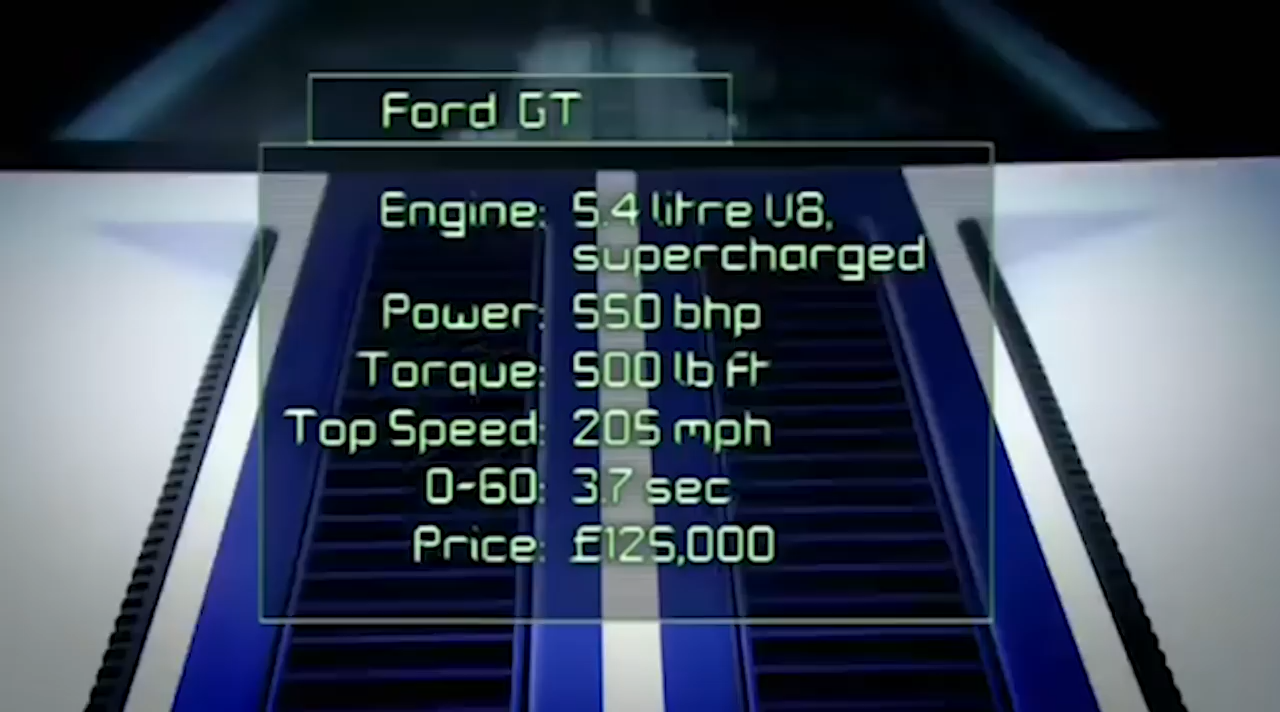 Ford GT
Engine: 5.4 litre V8,
supercharged
Power: 550 bhp
Torque: 500 lb ft
Top Speed: 205 mph
0-60: 3.7 sec
Price: £125,000